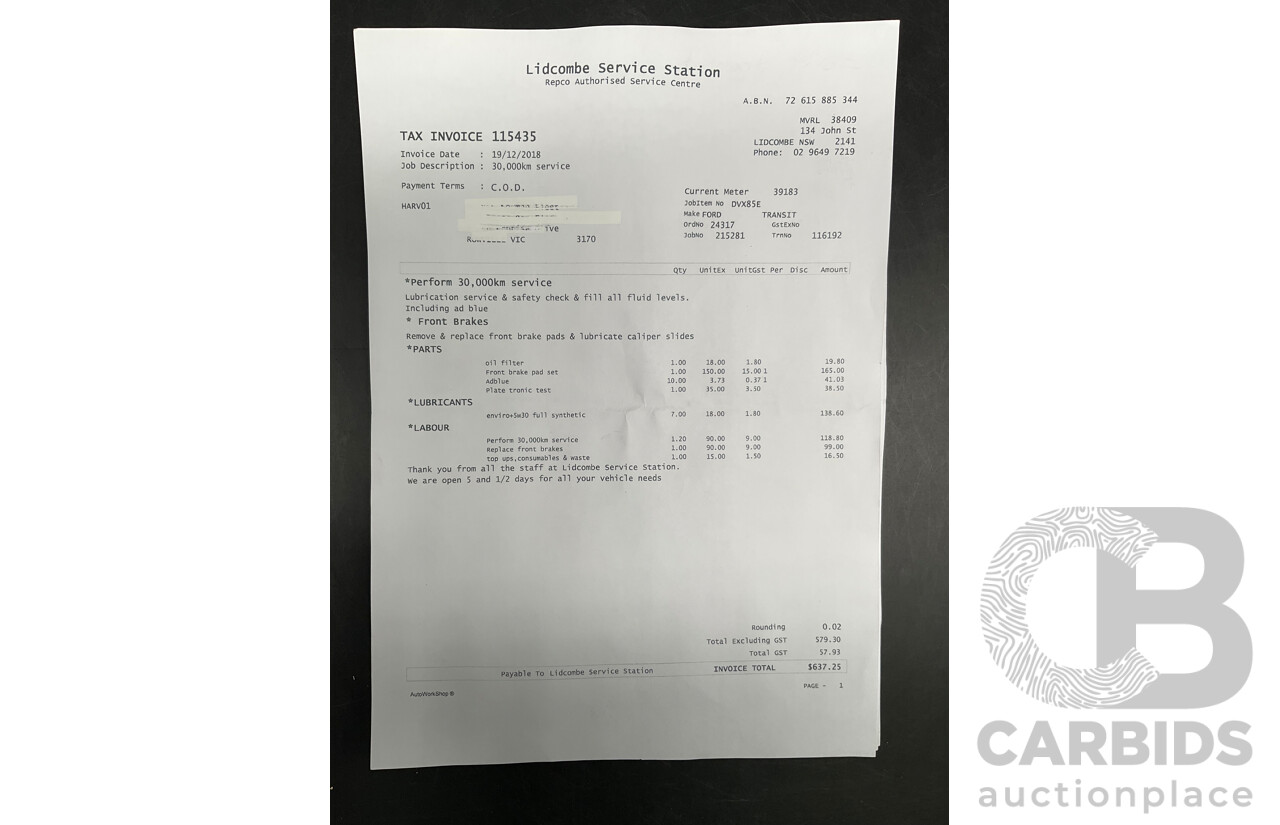 Lidcombe Service Station
Repco Authorised Service Centre
A.B.N. 72 615 885 344
MVRL 38409
134 John St
LIDCOMBE NSW 2141
Phone: 02 9649 7219
TAX INVOICE 115435
Invoice Date : 19/12/2018
Job Description : 30,000km service
Payment Terms : C.O.D.
HARV01
VIC 3170
Current Meter 39183
JobItem No DVX85E
Make FORD TRANSIT
OrdNo 24317 GstExNo
JobNo 215281 TrnNo 116192
Qty UnitEx UnitGst Per Disc Amount
*Perform 30,000km service
Lubrication service & safety check & fill all fluid levels.
Including ad blue
* Front Brakes
Remove & replace front brake pads & lubricate caliper slides
*PARTS
oil filter 1.00 18.00 1.80 19.80
Front brake pad set 1.00 150.00 15.00 1 165.00
Adblue 10.00 3.73 0.37 1 41.03
Plate tronic test 1.00 35.00 3.50 38.50
*LUBRICANTS
enviro+5w30 full synthetic 7.00 18.00 1.80 138.60
*LABOUR
Perform 30,000km service 1.20 90.00 9.00 118.80
Replace front brakes 1.00 90.00 9.00 99.00
top ups,consumables & waste 1.00 15.00 1.50 16.50
Thank you from all the staff at Lidcombe Service Station.
We are open 5 and 1/2 days for all your vehicle needs
Rounding 0.02
Total Excluding GST 579.30
Total GST 57.93
Payable To Lidcombe Service Station INVOICE TOTAL $637.25
AutoWorkShop ®
PAGE - 1
CB
CARBIDS
auctionplace